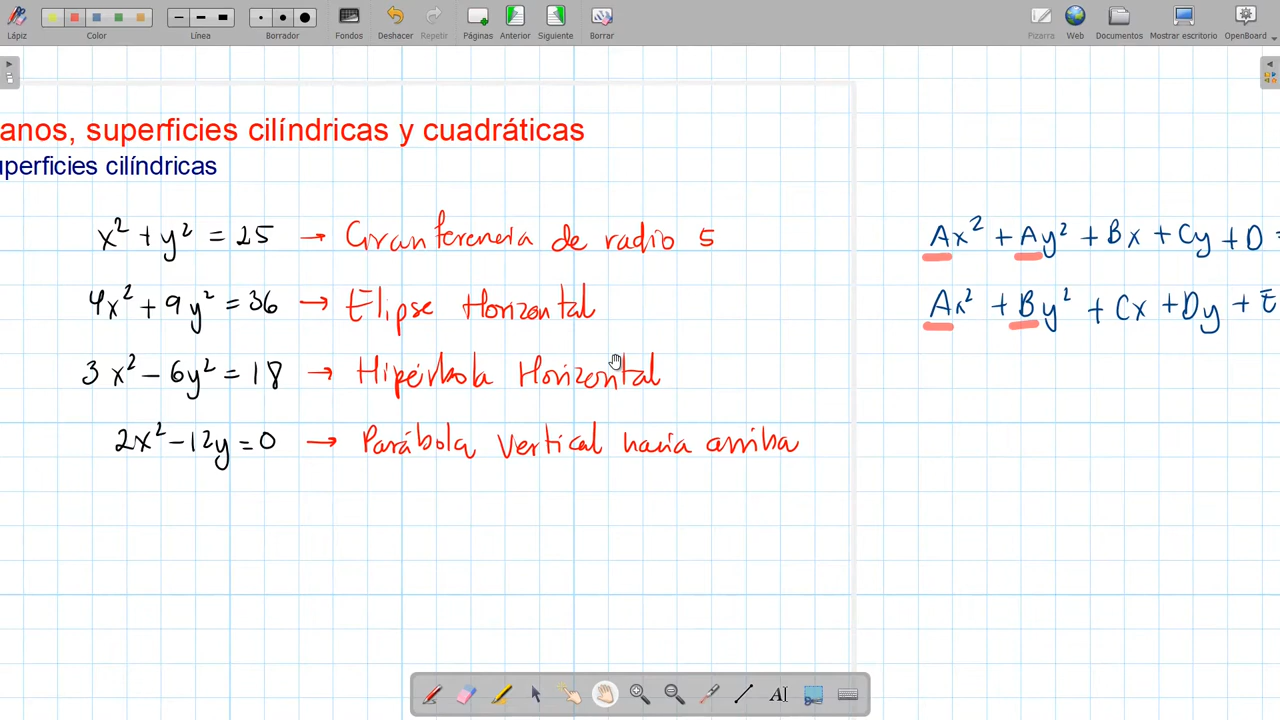 Lápiz Color Línea Borrador Fondos Deshacer Repetir Páginas Anterior Siguiente Borrar Pizarra Web Documentos Mostrar escritorio OpenBoard
anos, superficies cilíndricas y cuadráticas
uperficies cilíndricas
x² + y² = 25 → Circunferencia de radio 5
Ax² + Ay² + Bx + Cy + D =
4x² + 9y² = 36 → Elipse Horizontal
Ax² + By² + Cx + Dy + E
3x² - 6y² = 18 → Hipérbola Horizontal
2x² - 12y = 0 → Parábola Vertical hacia arriba